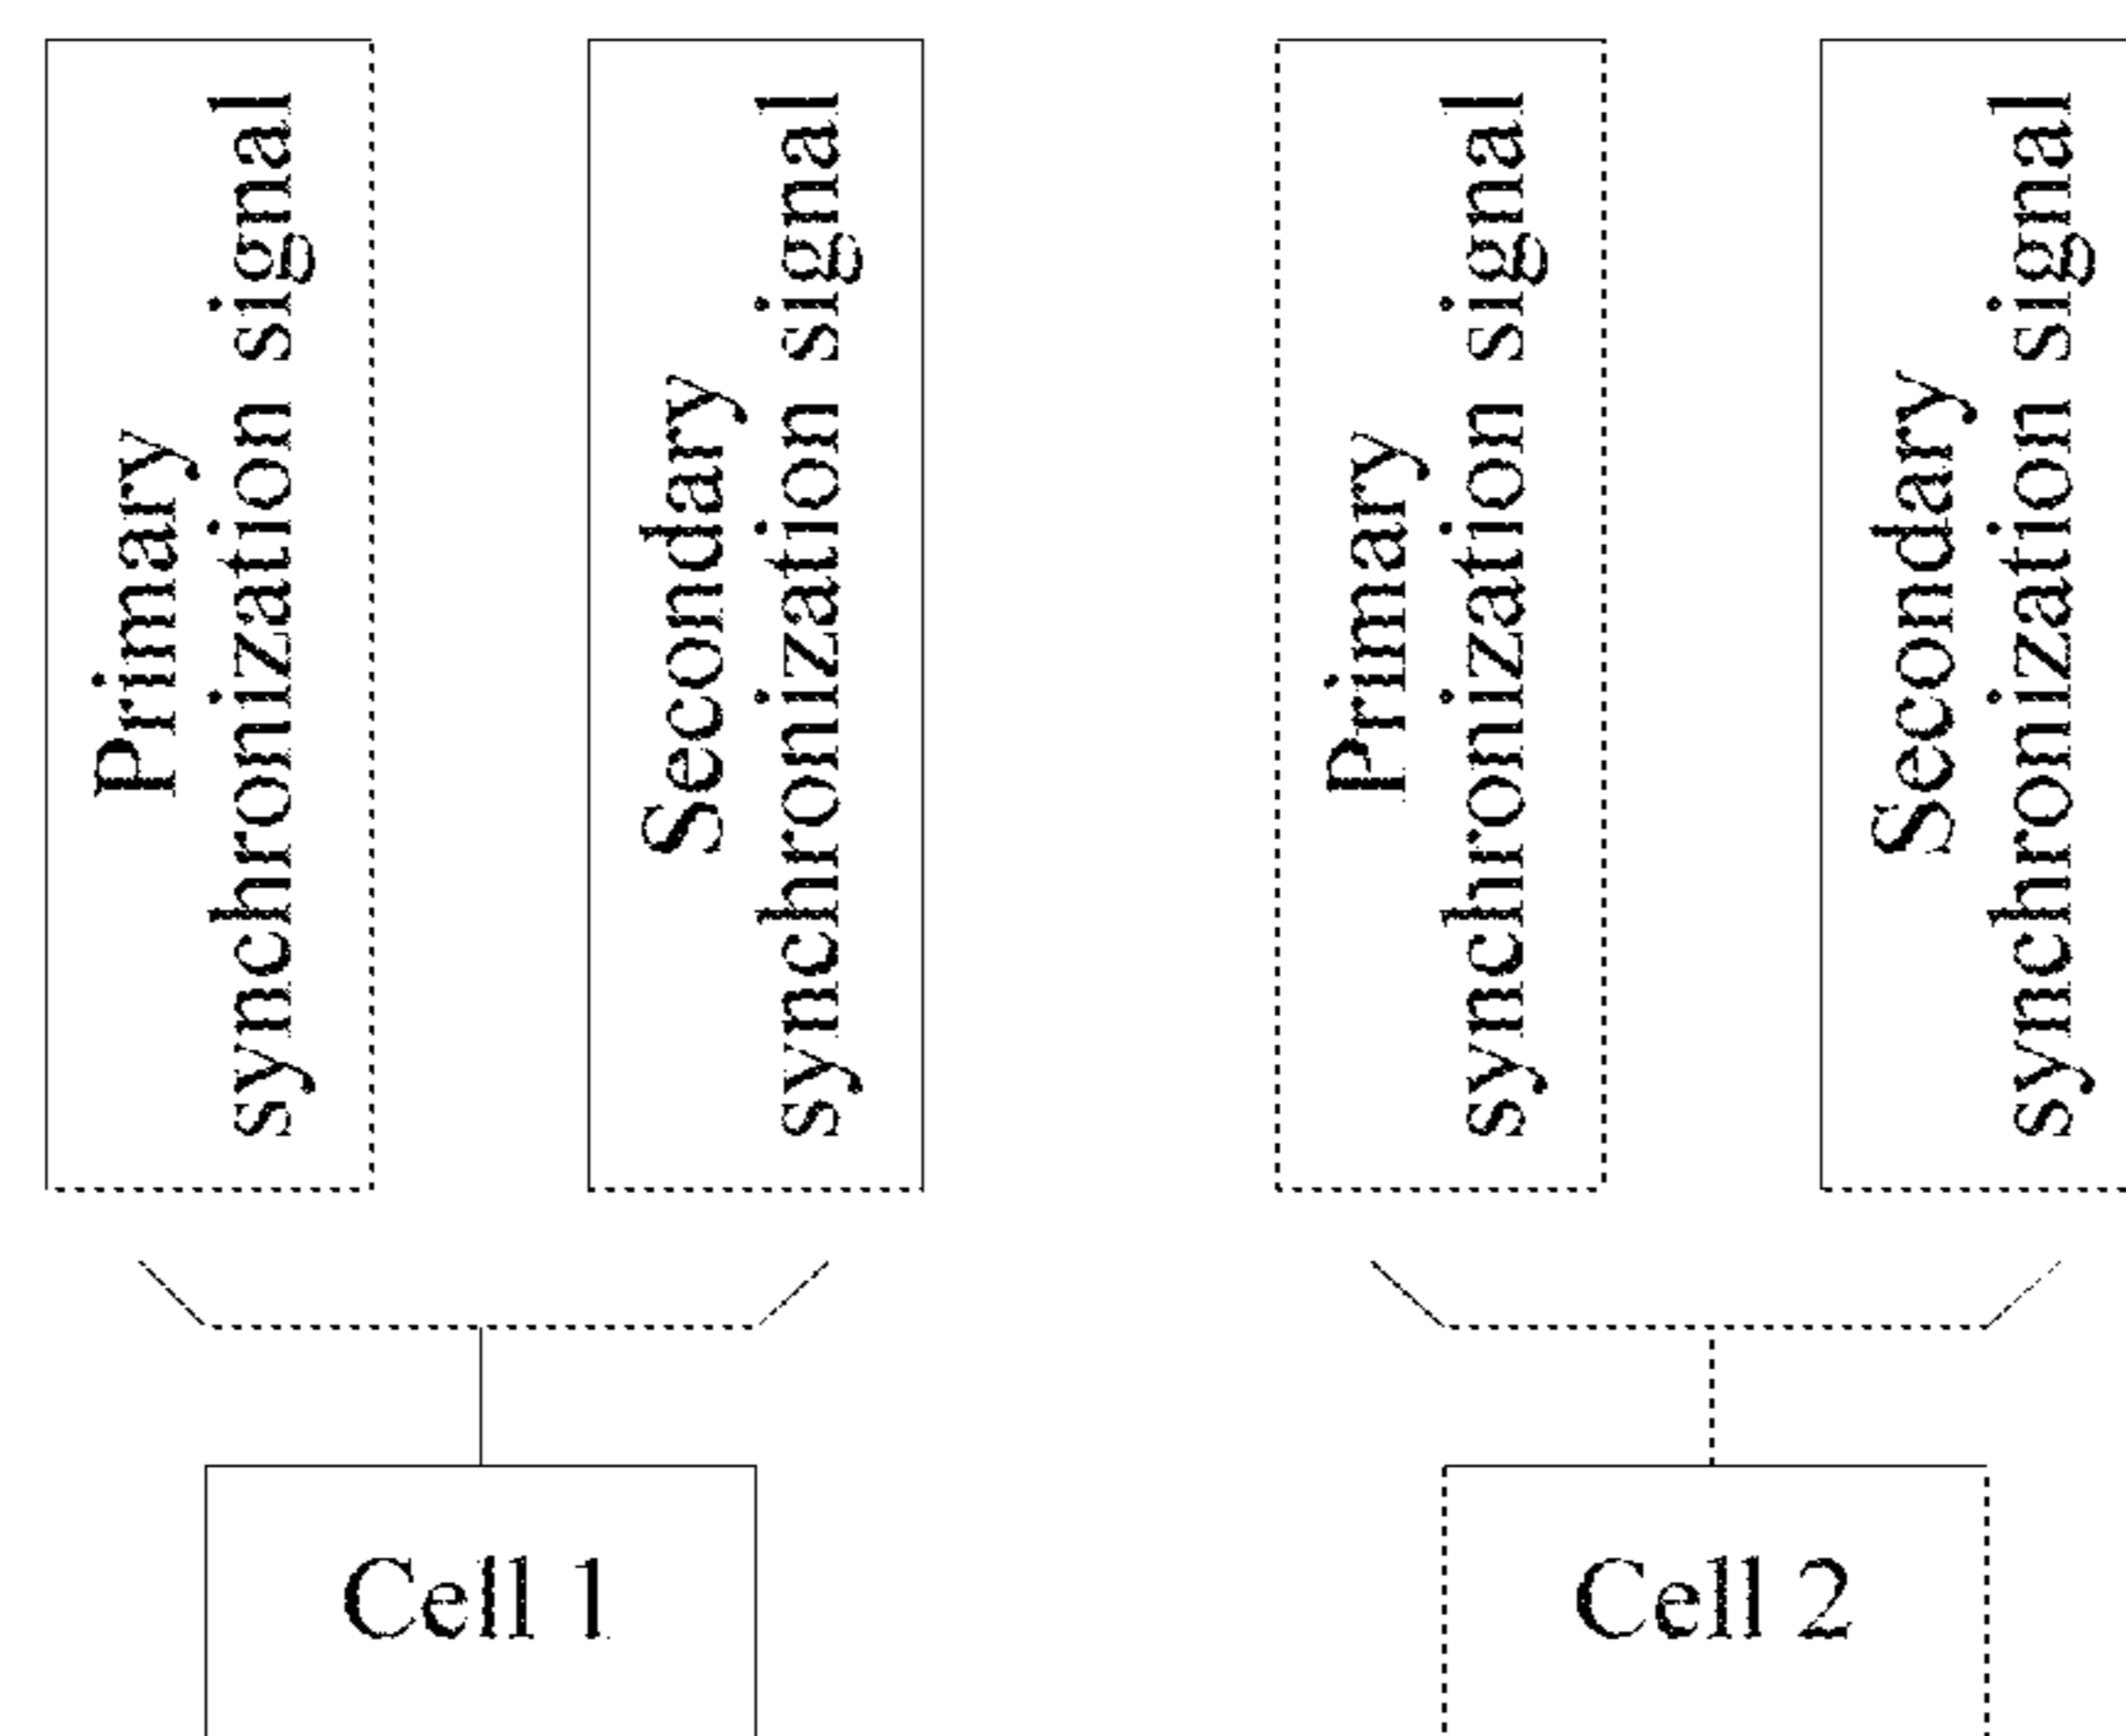 Primary
synchronization signal
Secondary
synchronization signal
Primary
synchronization signal
Secondary
synchronization signal
Cell 1
Cell 2